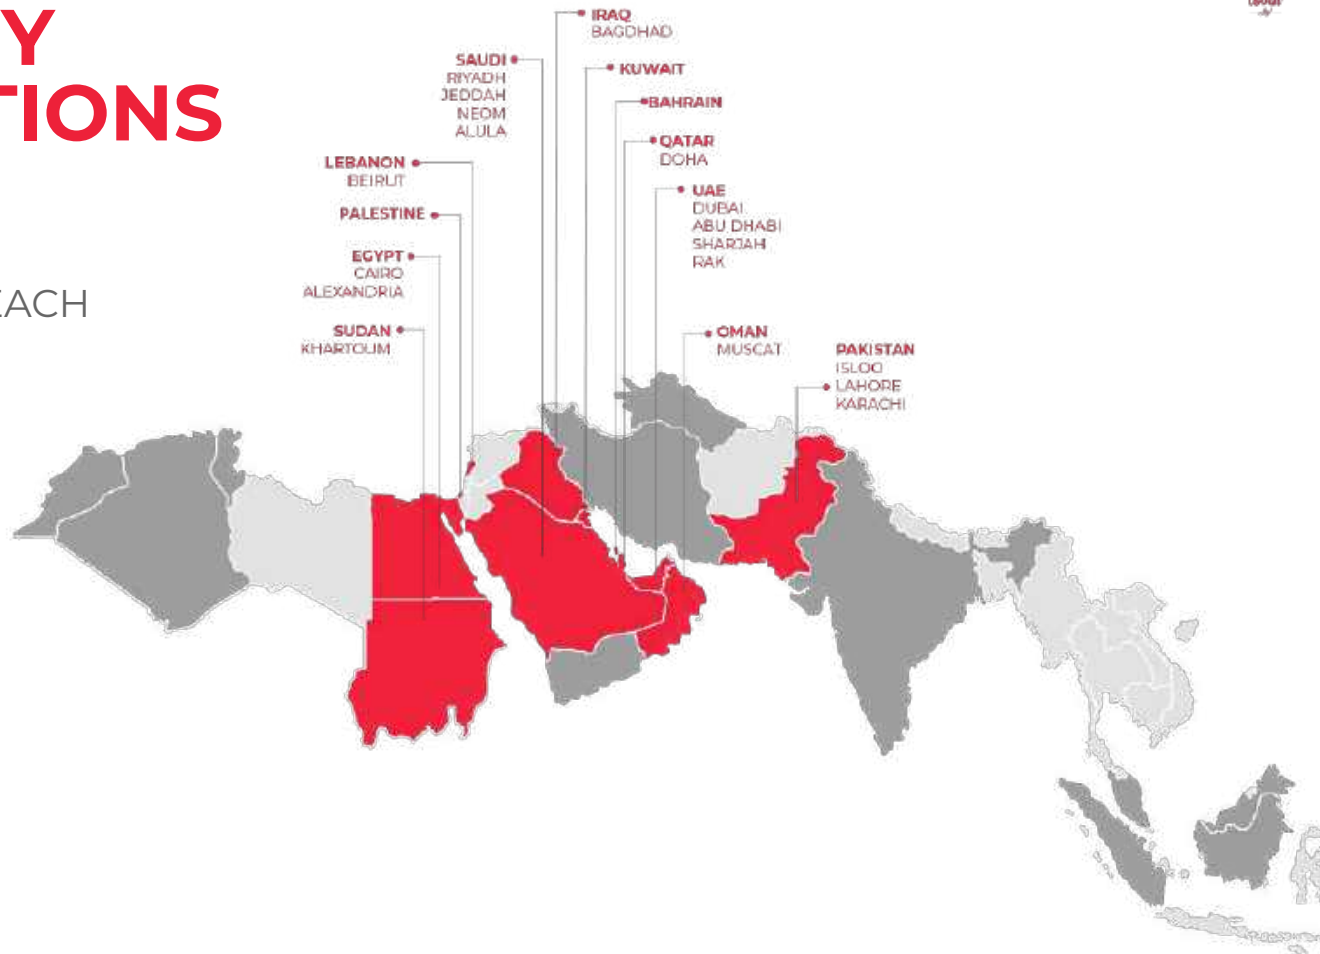 Y
TIONS
EACH
IRAQ
BAGDHAD
SAUDI
RIYADH
JEDDAH
NEOM
ALULA
KUWAIT
BAHRAIN
QATAR
DOHA
LEBANON
BEIRUT
PALESTINE
UAE
DUBAI
ABU DHABI
SHARJAH
RAK
EGYPT
CAIRO
ALEXANDRIA
SUDAN
KHARTOUM
OMAN
MUSCAT
PAKISTAN
ISLOO
LAHORE
KARACHI